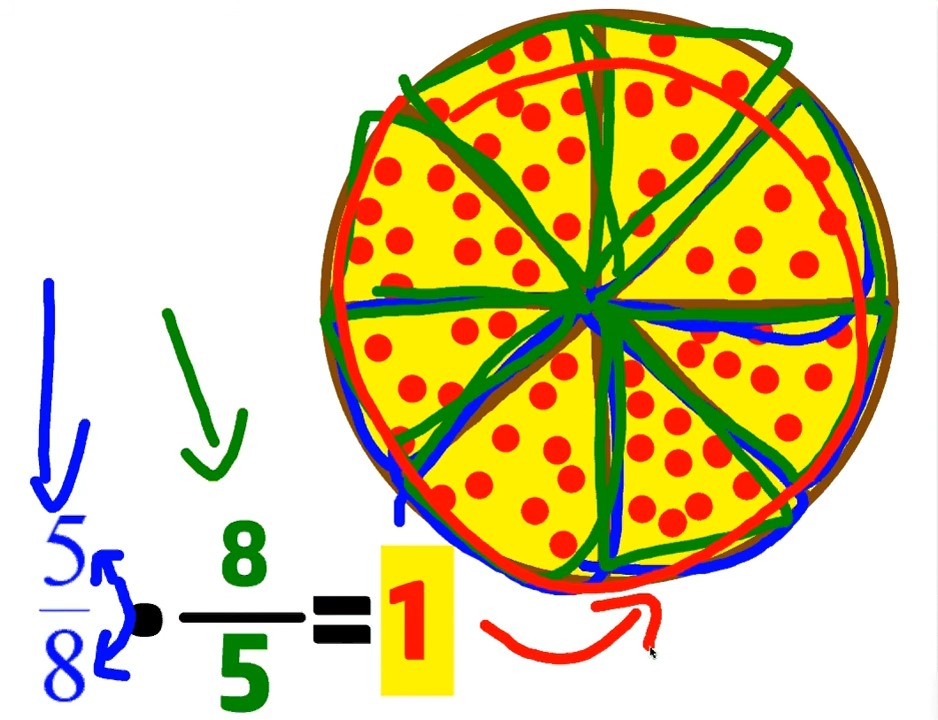 5/8 • 8/5 = 1